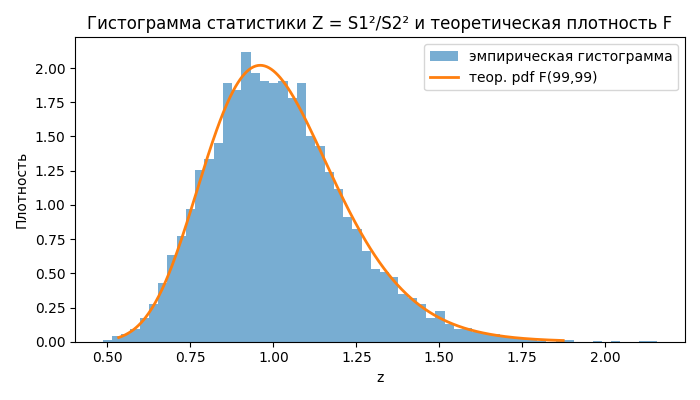 Гистограмма статистики Z = S1²/S2² и теоретическая плотность F
эмпирическая гистограмма
теор. pdf F(99,99)
Плотность
2.00
1.75
1.50
1.25
1.00
0.75
0.50
0.25
0.00
0.50 0.75 1.00 1.25 1.50 1.75 2.00
z